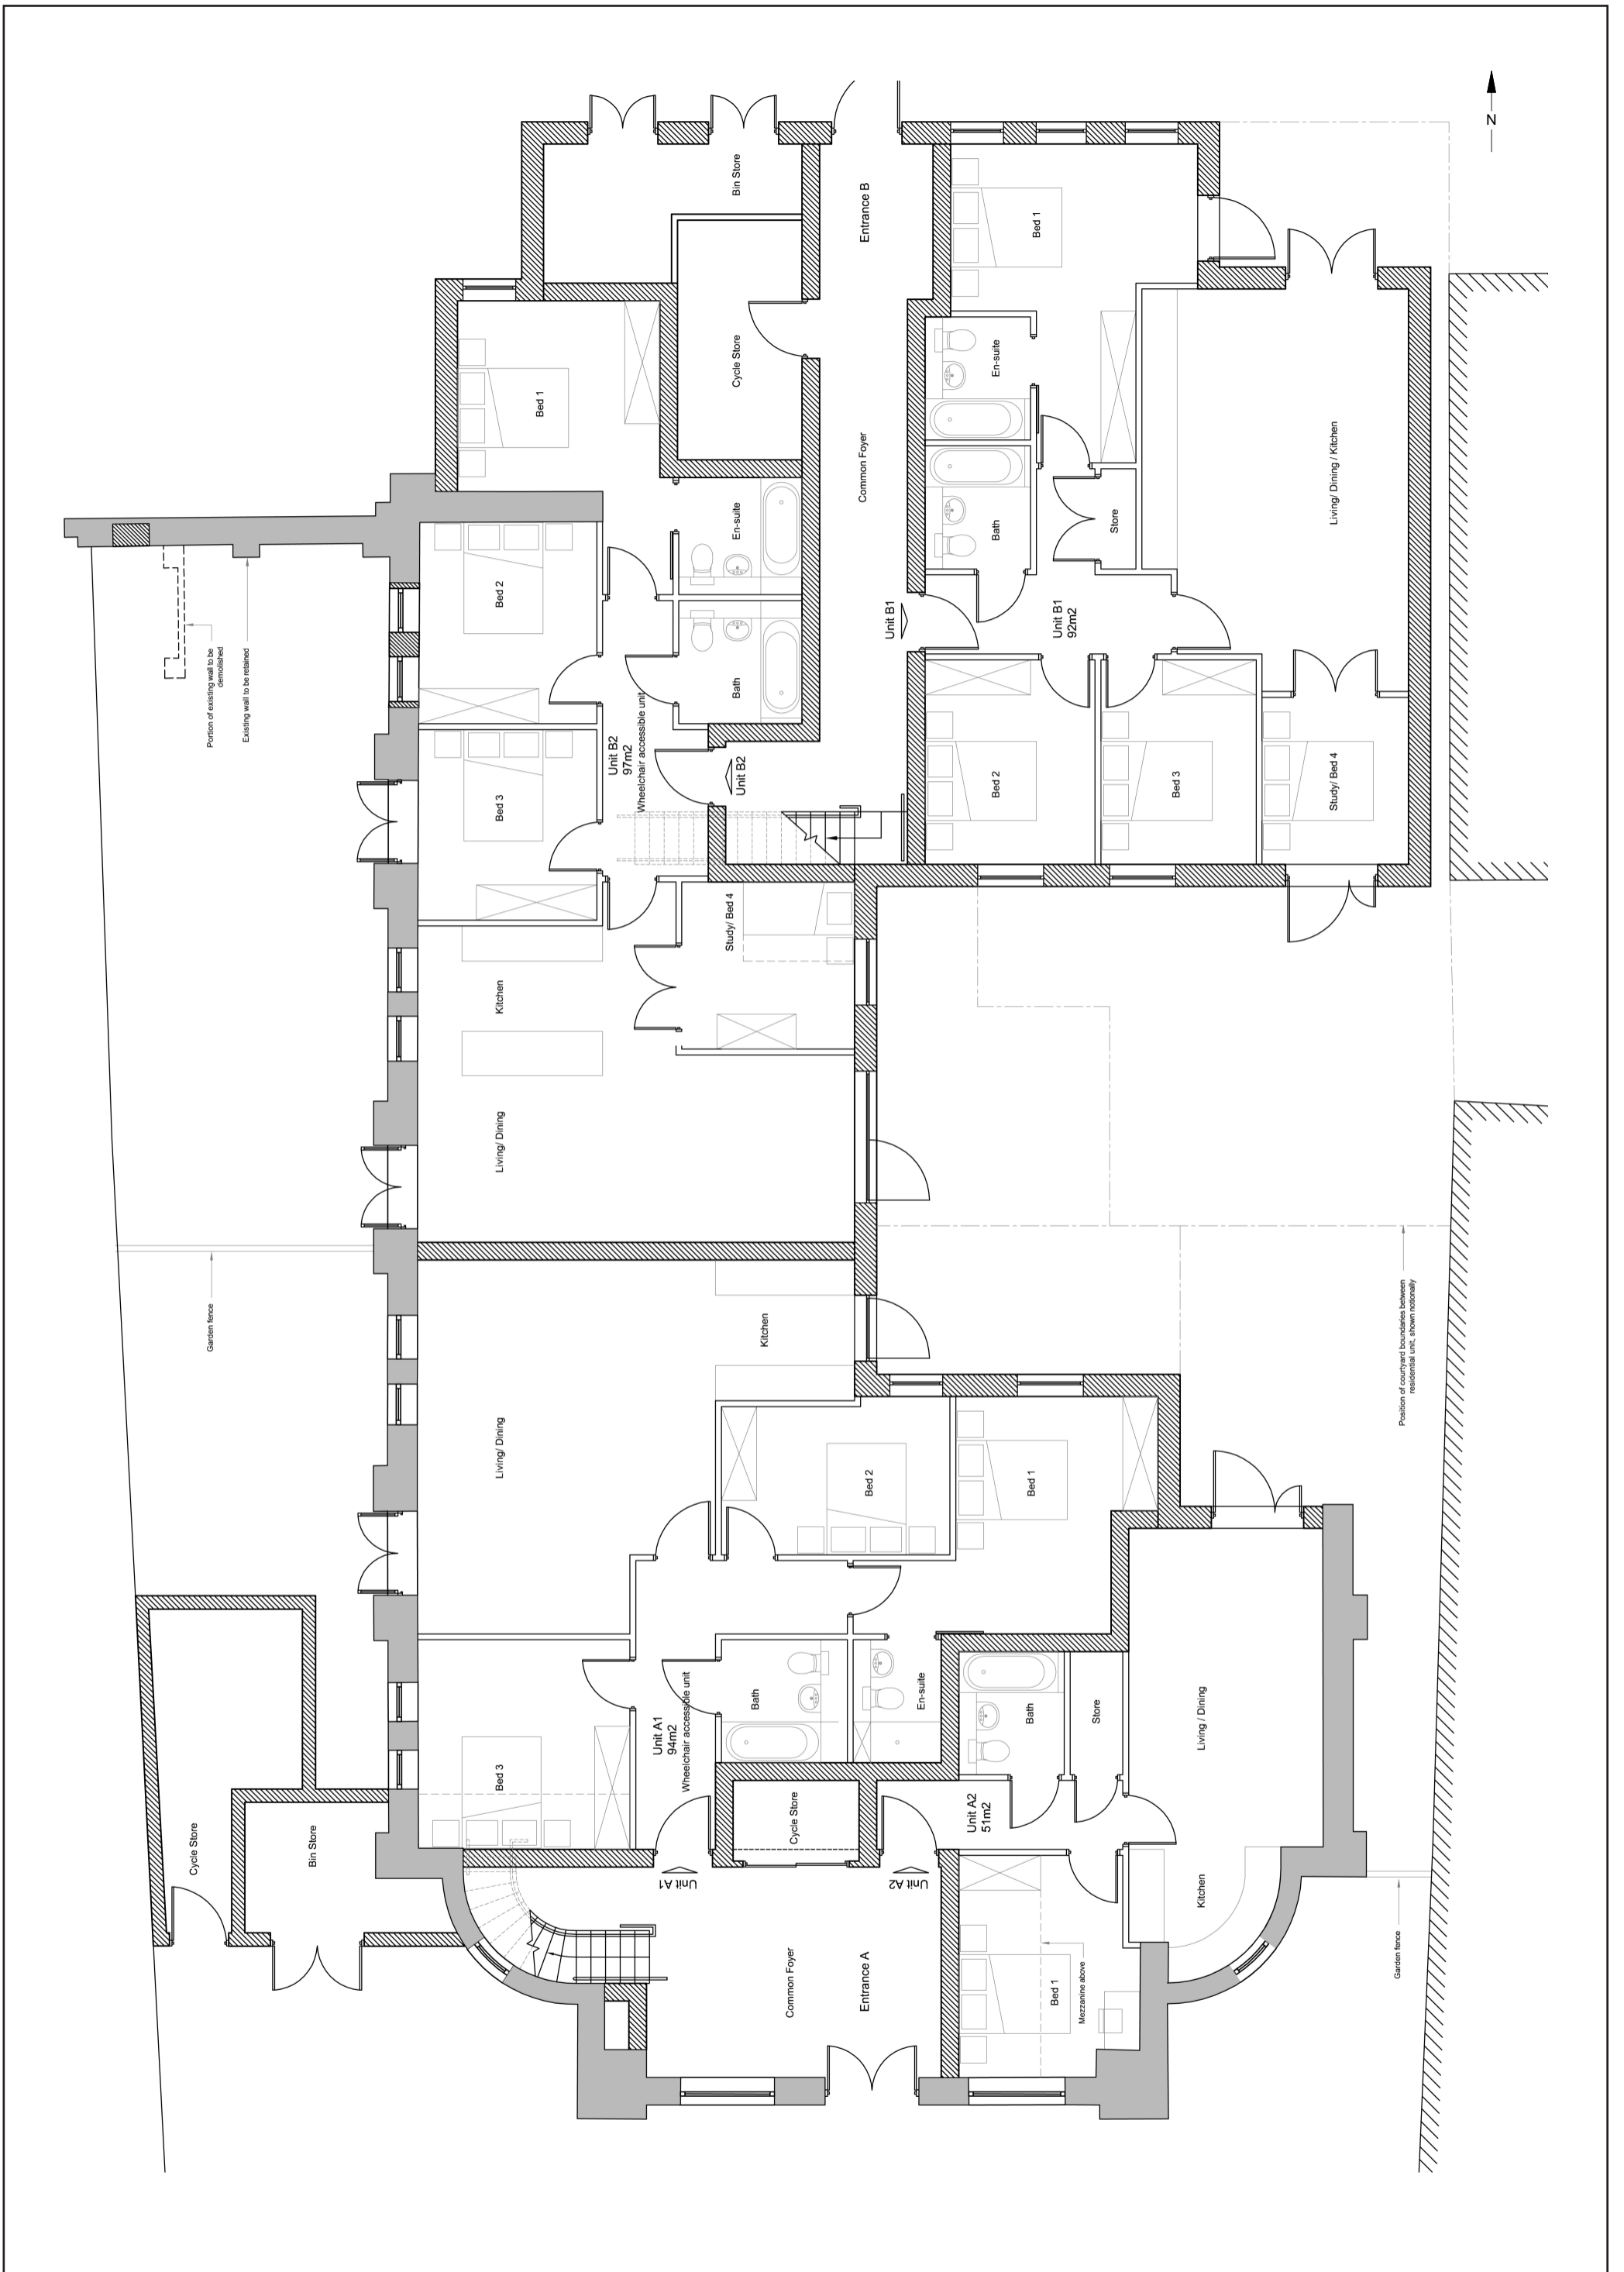 N
Bin Store
Entrance B
Bed 1
Cycle Store
En-suite
Bed 1
Common Foyer
Living/ Dining / Kitchen
En-suite
Bath
Store
Bed 2
Portion of existing wall to be
demolished
Existing wall to be retained
Bath
Unit B1
Unit B1
92m2
Unit B2
97m2
Wheelchair accessible unit
Unit B2
Bed 3
Bed 2
Bed 3
Study/ Bed 4
Study/ Bed 4
Kitchen
Living/ Dining
Garden fence
Kitchen
Position of courtyard boundaries between
residential unit, shown notionally
Living/ Dining
Bed 2
Bed 1
Bath
En-suite
Bath
Store
Living / Dining
Unit A1
94m2
Wheelchair accessible unit
Bed 3
Cycle Store
Unit A2
51m2
Cycle Store
Bin Store
Unit A1
Unit A2
Kitchen
Garden fence
Common Foyer
Entrance A
Bed 1
Mezzanine above